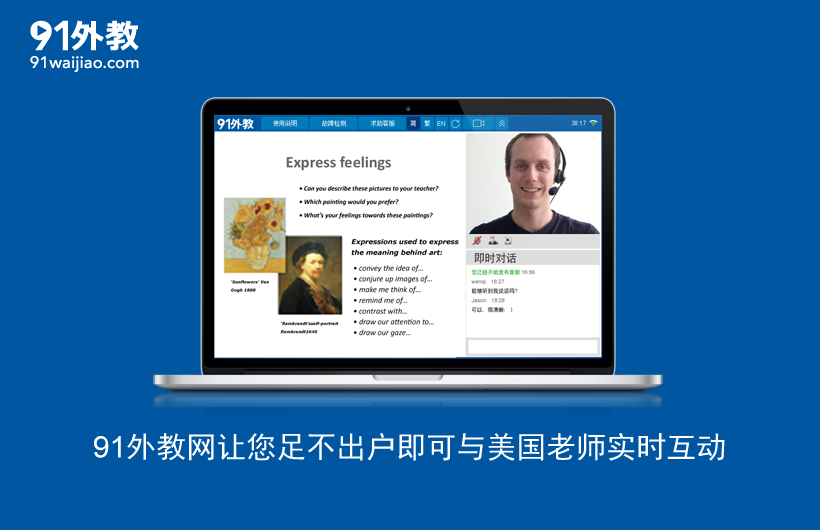 91外教
91waijiao.com
91外教 使用说明 故障检测 求助客服 简 繁 EN 38:17
Express feelings
• Can you describe these pictures to your teacher?
• Which painting would you prefer?
• What's your feelings towards these paintings?
Expressions used to express
the meaning behind art:
• convey the idea of...
• conjure up images of...
• make me think of...
• remind me of...
• contrast with...
• draw our attention to...
• draw our gaze...
'Sunflowers' Van
Gogh 1888
'Rambrandt'sself-portrait
Rambrandt1640
即时对话
您已经开始发布音频 16:56
wenqi: 18:27
能够听到我说话吗?
Jason: 18:28
可以，很清晰: )
91外教网让您足不出户即可与美国老师实时互动